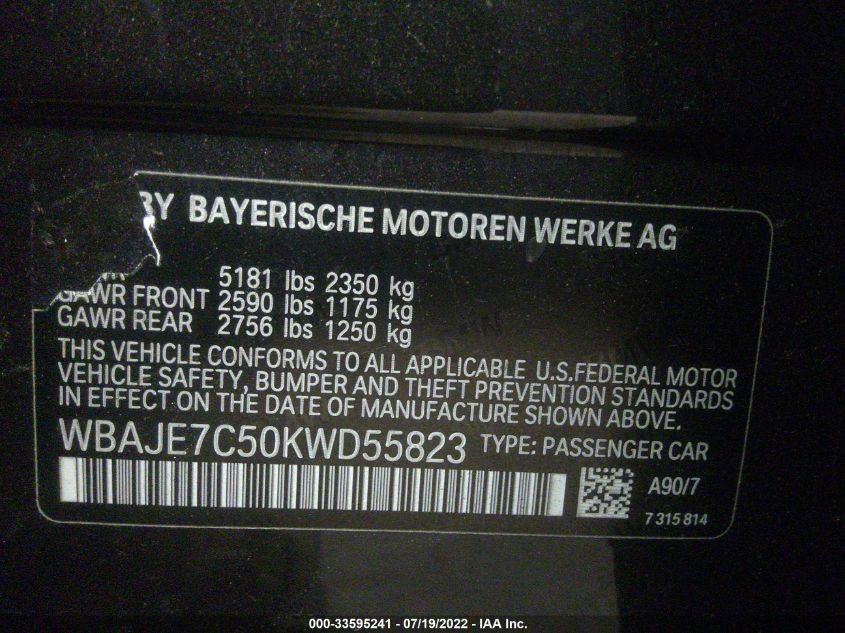 BY BAYERISCHE MOTOREN WERKE AG
5181 lbs 2350 kg
GAWR FRONT 2590 lbs 1175 kg
GAWR REAR 2756 lbs 1250 kg
THIS VEHICLE CONFORMS TO ALL APPLICABLE U.S.FEDERAL MOTOR
VEHICLE SAFETY, BUMPER AND THEFT PREVENTION STANDARDS
IN EFFECT ON THE DATE OF MANUFACTURE SHOWN ABOVE.
WBAJE7C50KWD55823 TYPE: PASSENGER CAR
A90/7
7 315 814
000-33595241 - 07/19/2022 - IAA Inc.